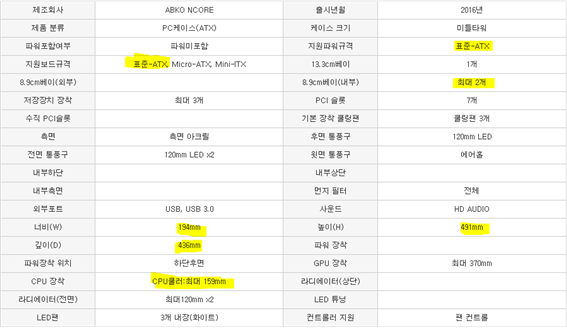 제조회사 ABKO NCORE 출시년월 2016년
제품 분류 PC케이스(ATX) 케이스 크기 미들타워
파워포함여부 파워미포함 지원파워규격 표준-ATX
지원보드규격 표준-ATX, Micro-ATX, Mini-ITX 13.3cm베이 1개
8.9cm베이(외부) 8.9cm베이(내부) 최대 2개
저장장치 장착 최대 3개 PCI 슬롯 7개
수직 PCI슬롯 기본 장착 쿨링팬 쿨링팬 3개
측면 측면 아크릴 후면 통풍구 120mm LED
전면 통풍구 120mm LED x2 윗면 통풍구 에어홀
내부하단 내부상단
내부측면 먼지 필터 전체
외부포트 USB, USB 3.0 사운드 HD AUDIO
너비(W) 194mm 높이(H) 491mm
깊이(D) 436mm 파워 장착
파워장착 위치 하단후면 GPU 장착 최대 370mm
CPU 장착 CPU쿨러:최대 159mm 라디에이터(상단)
라디에이터(전면) 최대120mm x2 LED 튜닝
LED팬 3개 내장(화이트) 컨트롤러 지원 팬 컨트롤